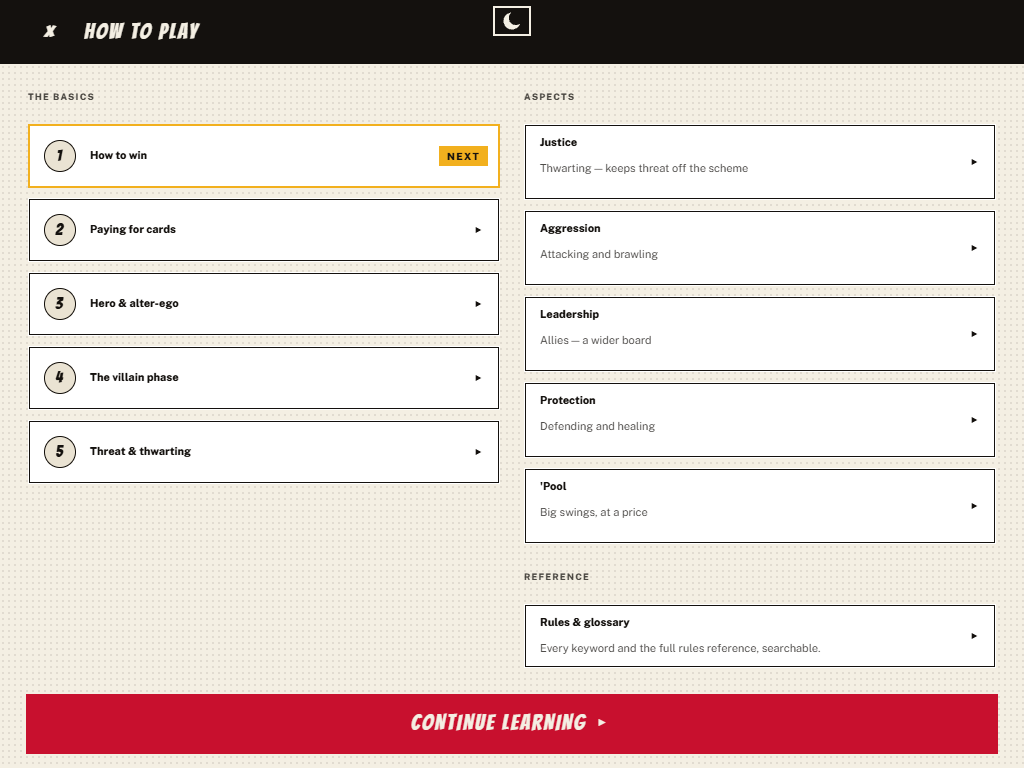 x HOW TO PLAY
THE BASICS
1 How to win NEXT
2 Paying for cards
3 Hero & alter-ego
4 The villain phase
5 Threat & thwarting
ASPECTS
Justice
Thwarting — keeps threat off the scheme
Aggression
Attacking and brawling
Leadership
Allies — a wider board
Protection
Defending and healing
'Pool
Big swings, at a price
REFERENCE
Rules & glossary
Every keyword and the full rules reference, searchable.
CONTINUE LEARNING